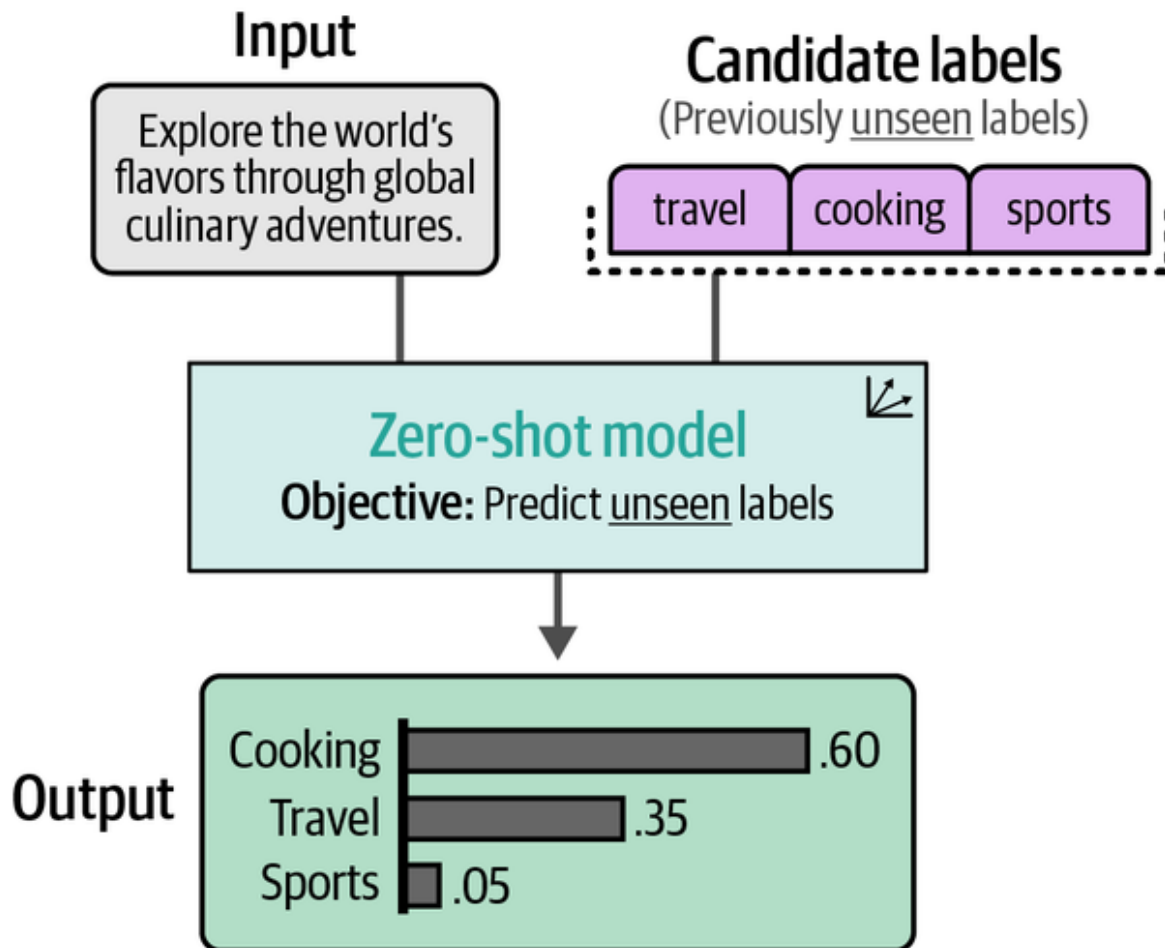 Input
Explore the world’s
flavors through global
culinary adventures.
Candidate labels
(Previously unseen labels)
travel cooking sports
Zero-shot model
Objective: Predict unseen labels
Output
Cooking .60
Travel .35
Sports .05